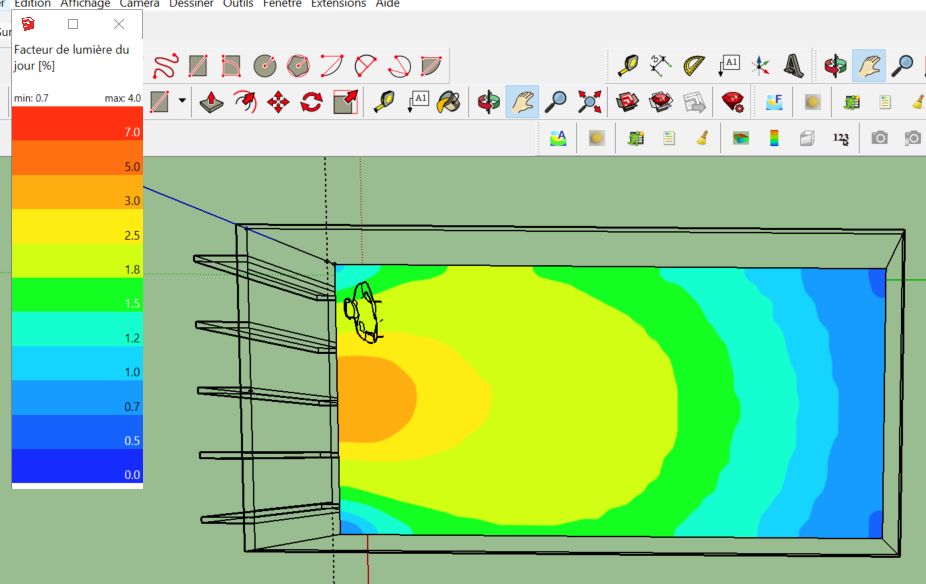 er Edition Affichage Caméra Dessiner Outils Fenêtre Extensions Aide
Sur
Facteur de lumière du
jour [%]
min: 0.7 max: 4.0
7.0
5.0
3.0
2.5
1.8
1.5
1.2
1.0
0.7
0.5
0.0
A1
A1
F
A
123